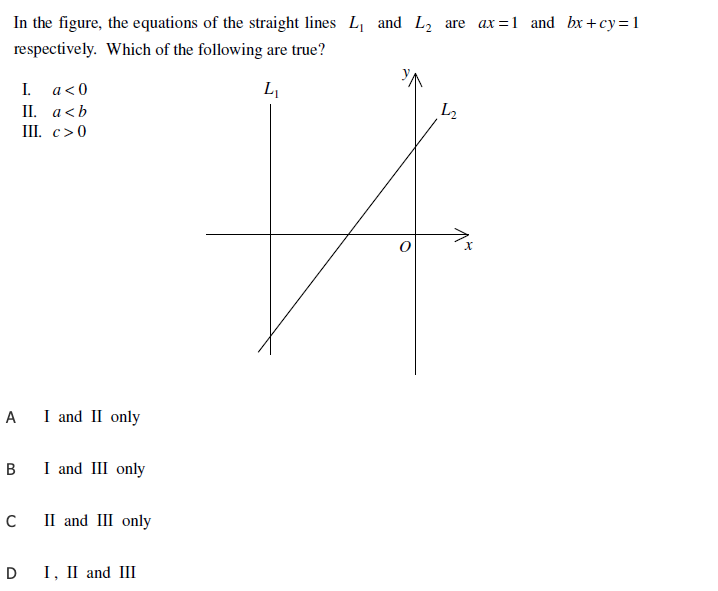 In the figure, the equations of the straight lines L₁ and L₂ are ax = 1 and bx + cy = 1
respectively. Which of the following are true?
I. a < 0
II. a < b
III. c > 0
L₁
y
L₂
O
x
A I and II only
B I and III only
C II and III only
D I, II and III